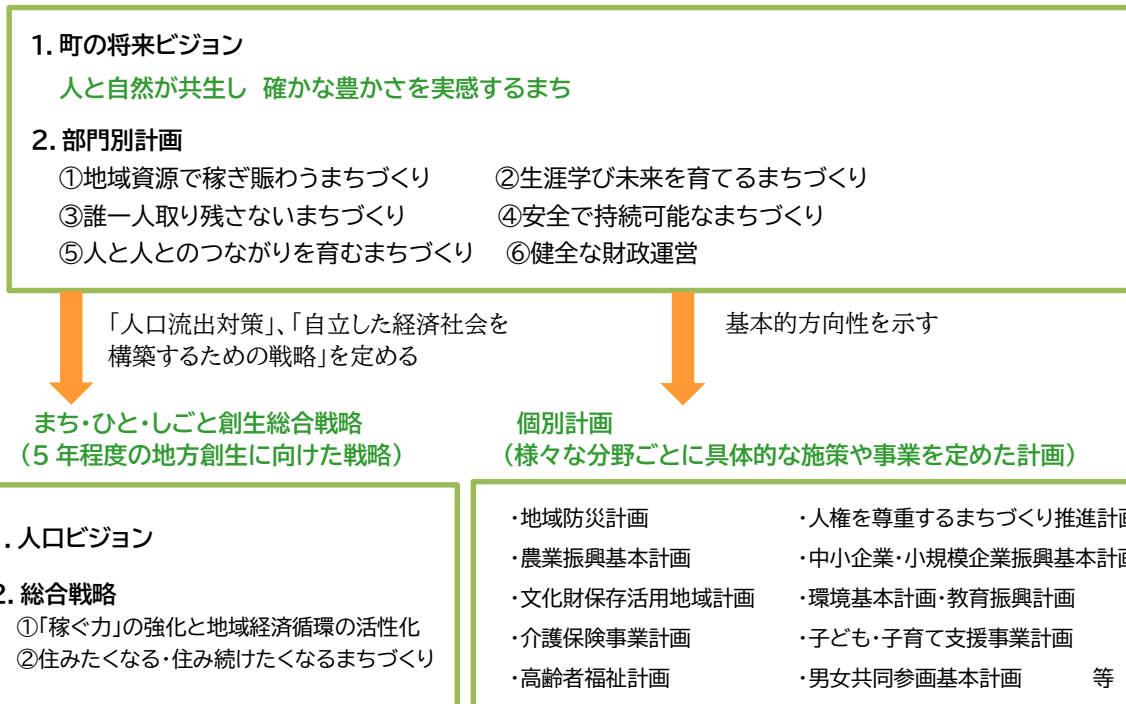 1. 町の将来ビジョン
人と自然が共生し 確かな豊かさを実感するまち
2. 部門別計画
①地域資源で稼ぎ賑わうまちづくり ②生涯学び未来を育てるまちづくり
③誰一人取り残さないまちづくり ④安全で持続可能なまちづくり
⑤人と人とのつながりを育むまちづくり ⑥健全な財政運営
「人口流出対策」、「自立した経済社会を
構築するための戦略」を定める
基本的方向性を示す
まち・ひと・しごと創生総合戦略
(5 年程度の地方創生に向けた戦略)
個別計画
(様々な分野ごとに具体的な施策や事業を定めた計画)
. 人口ビジョン
2. 総合戦略
①「稼ぐ力」の強化と地域経済循環の活性化
②住みたくなる・住み続けたくなるまちづくり
・地域防災計画 ・人権を尊重するまちづくり推進計画
・農業振興基本計画 ・中小企業・小規模企業振興基本計画
・文化財保存活用地域計画 ・環境基本計画・教育振興計画
・介護保険事業計画 ・子ども・子育て支援事業計画
・高齢者福祉計画 ・男女共同参画基本計画 等